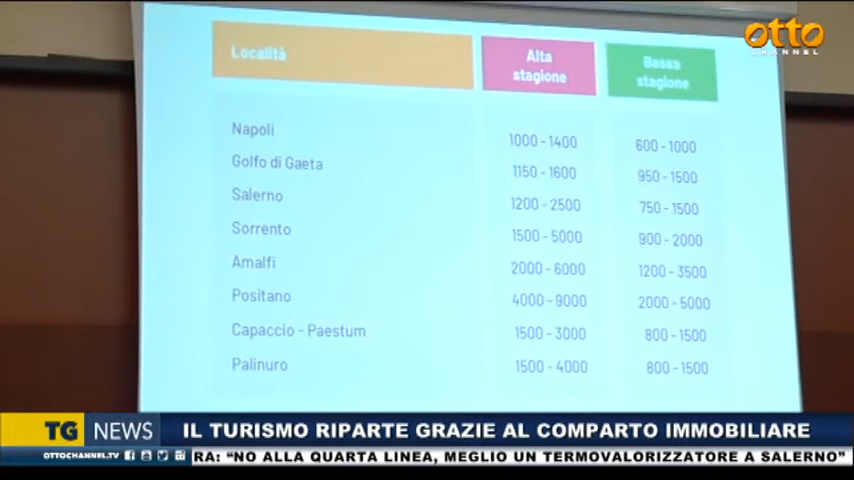 otto
CHANNEL
Località Alta stagione Bassa stagione
Napoli 1000 - 1400 600 - 1000
Golfo di Gaeta 1150 - 1600 950 - 1500
Salerno 1200 - 2500 750 - 1500
Sorrento 1500 - 5000 900 - 2000
Amalfi 2000 - 6000 1200 - 3500
Positano 4000 - 9000 2000 - 5000
Capaccio - Paestum 1500 - 3000 800 - 1500
Palinuro 1500 - 4000 800 - 1500
TG NEWS IL TURISMO RIPARTE GRAZIE AL COMPARTO IMMOBILIARE
OTTOCHANNEL.TV RA: “NO ALLA QUARTA LINEA, MEGLIO UN TERMOVALORIZZATORE A SALERNO”